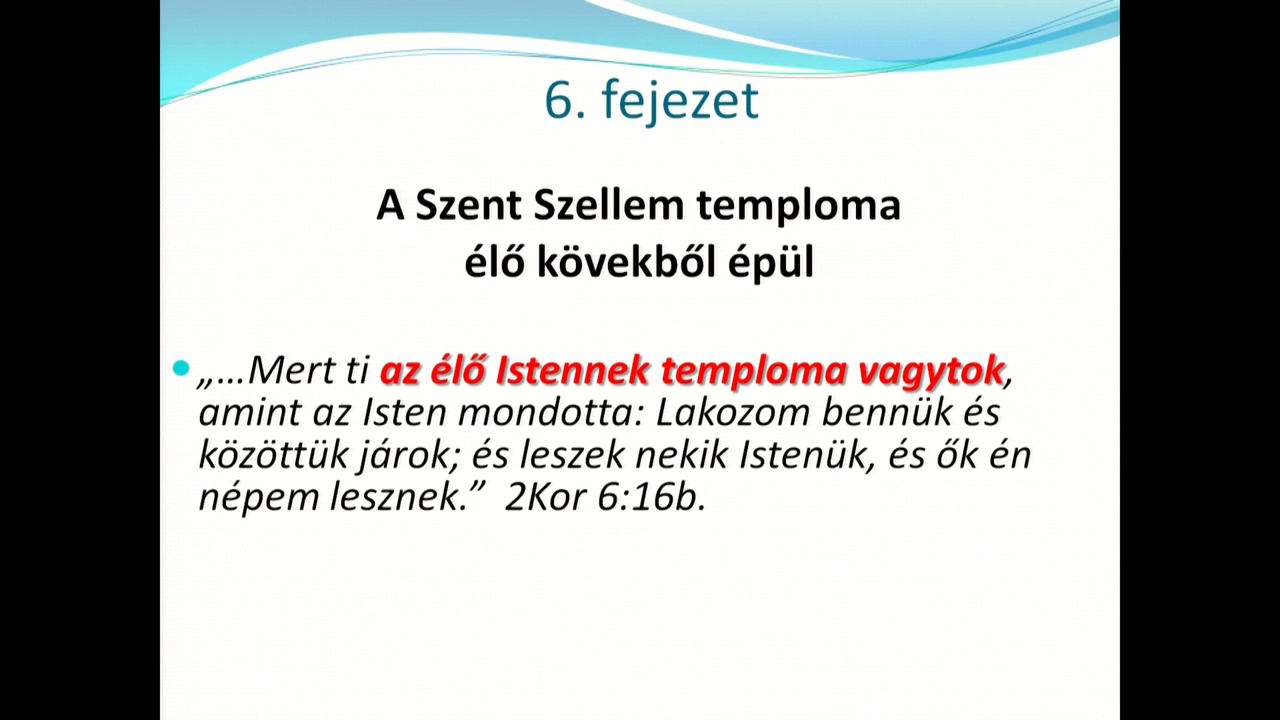 6. fejezet
A Szent Szellem temploma
élő kövekből épül
„…Mert ti az élő Istennek temploma vagytok,
amint az Isten mondotta: Lakozom bennük és
közöttük járok; és leszek nekik Istenük, és ők én
népem lesznek.” 2Kor 6:16b.